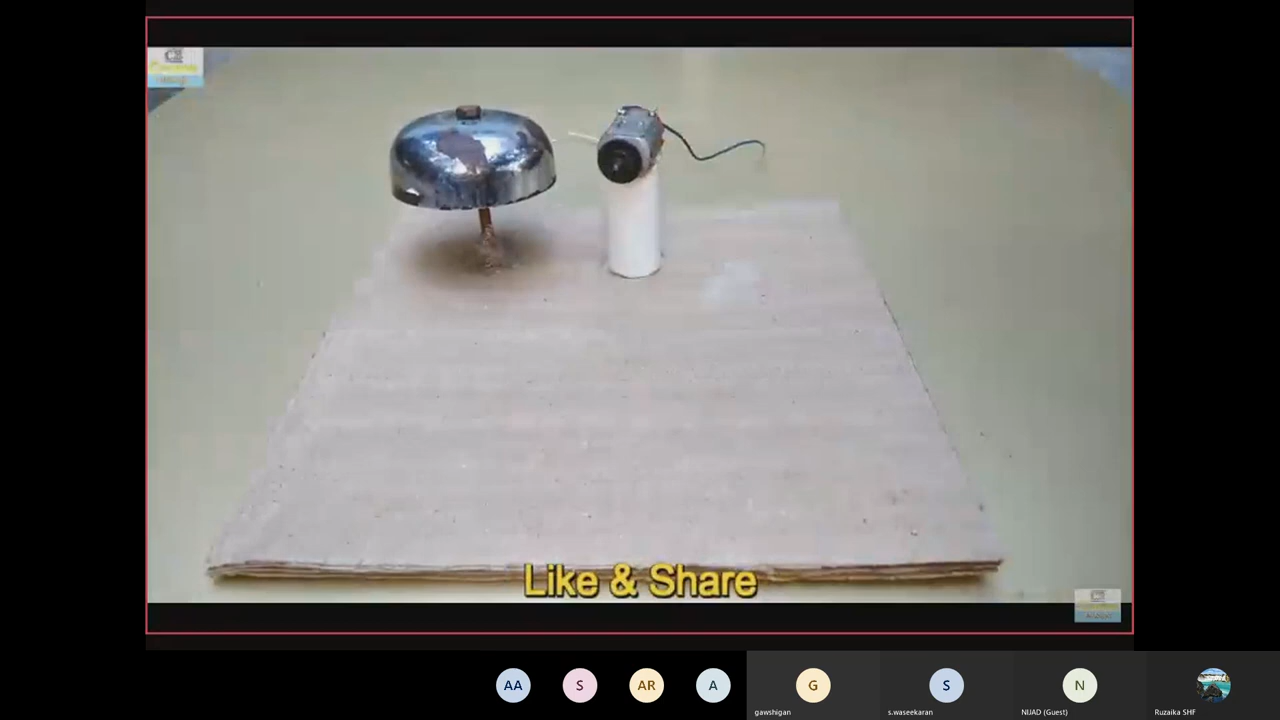 Like & Share
AA
S
AR
A
G
S
N
gawshigan
s.waseekaran
NIJAD (Guest)
Ruzaika SHF